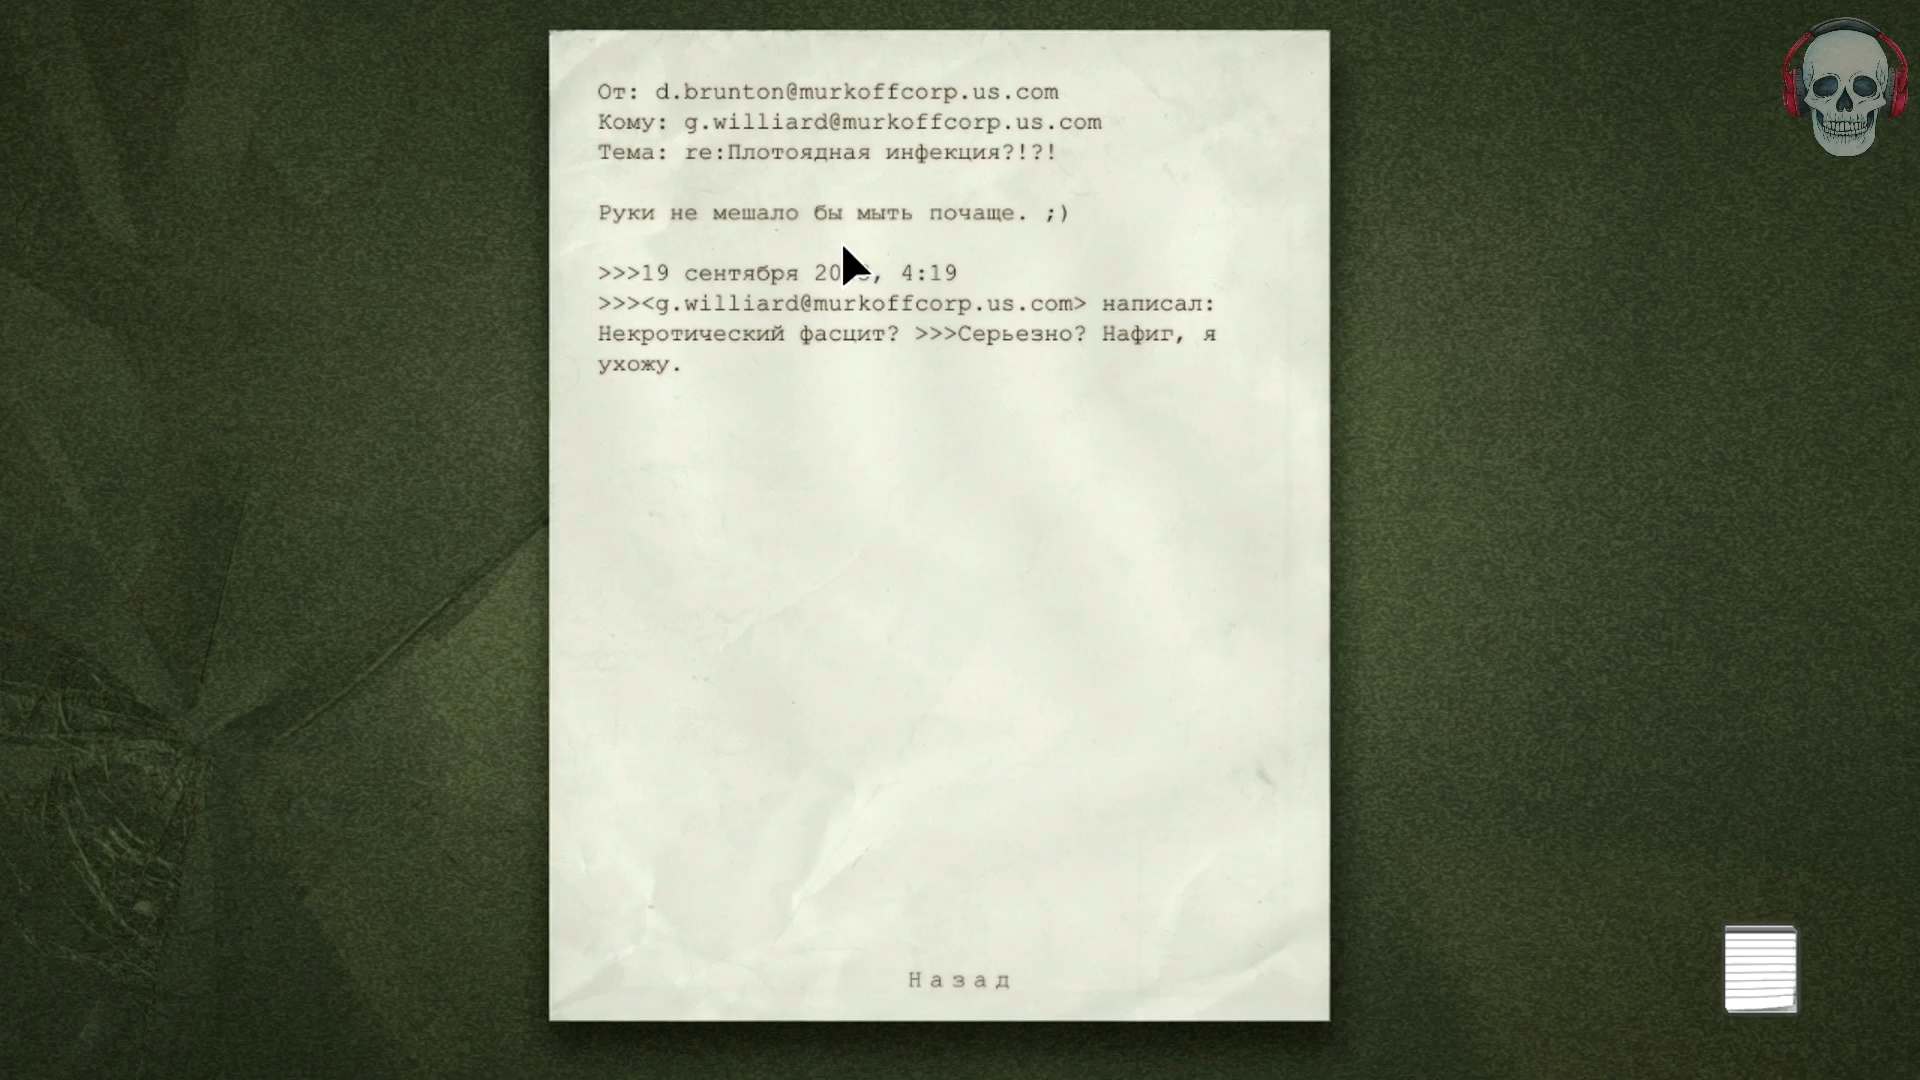 От: d.brunton@murkoffcorp.us.com
Кому: g.williard@murkoffcorp.us.com
Тема: re:Плотоядная инфекция?!?!
Руки не мешало бы мыть почаще. ;)
>>>19 сентября 4:19
>>><g.williard@murkoffcorp.us.com> написал:
Некротический фасцит? >>>Серьезно? Нафиг, я
ухожу.
Назад